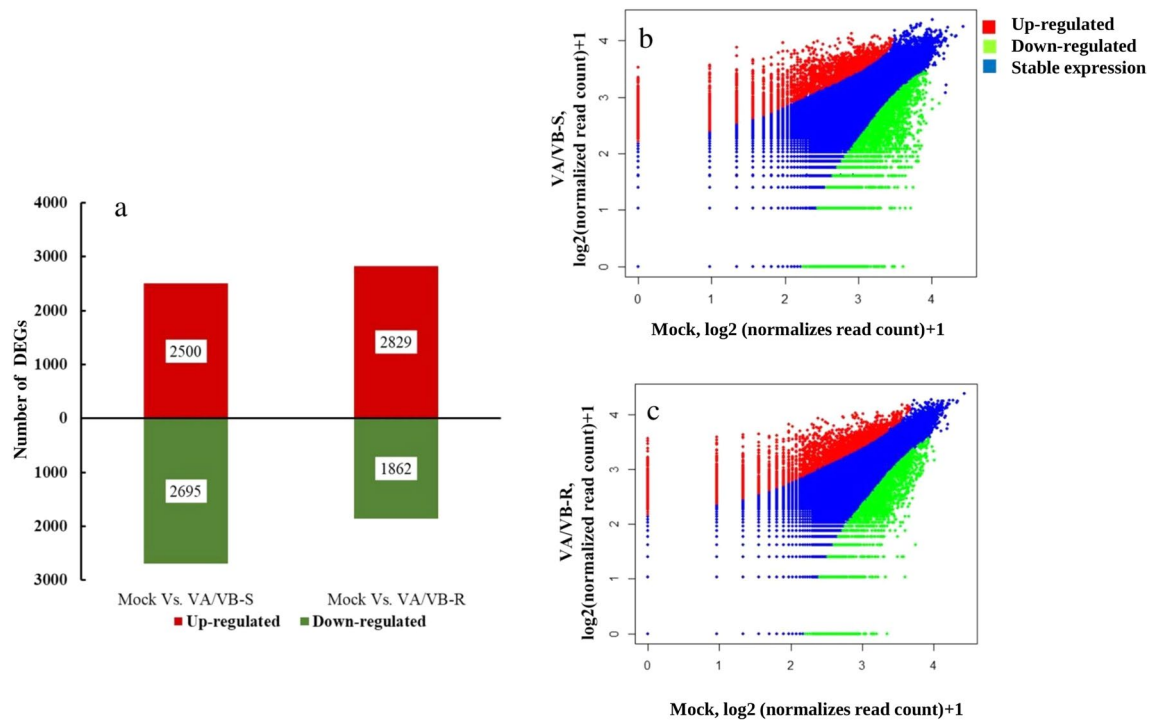 a
4000
3000
2000
1000
0
1000
2000
3000
Number of DEGs
2500
2829
2695
1862
Mock Vs. VA/VB-S
Mock Vs. VA/VB-R
Up-regulated
Down-regulated
b
VA/VB-S,
log2(normalized read count)+1
4
3
2
1
0
0 1 2 3 4
Mock, log2 (normalizes read count)+1
Up-regulated
Down-regulated
Stable expression
c
VA/VB-R,
log2(normalized read count)+1
4
3
2
1
0
0 1 2 3 4
Mock, log2 (normalizes read count)+1